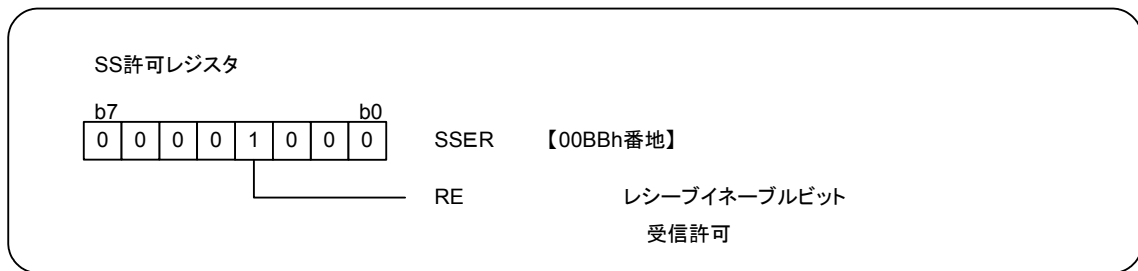 SS許可レジスタ
b7 b0
0 0 0 0 1 0 0 0 SSER 【00BBh番地】
RE レシーブイネーブルビット
受信許可